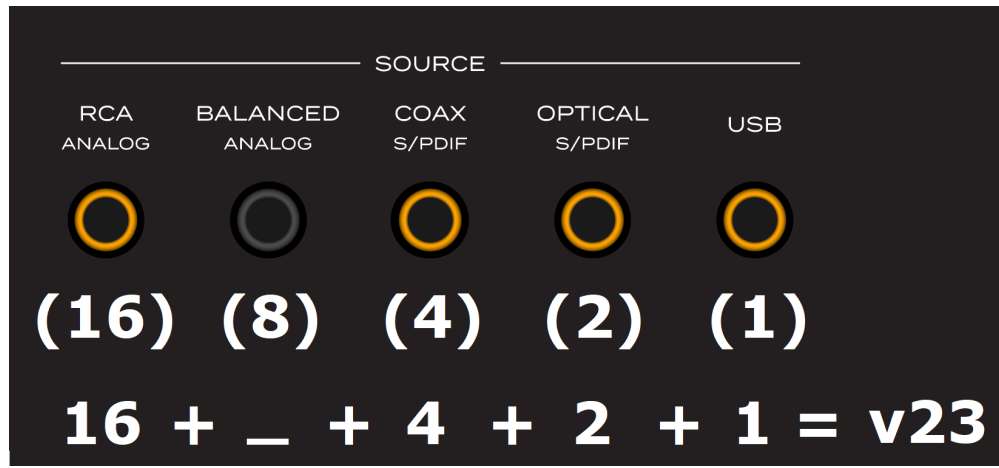 SOURCE
RCA BALANCED COAX OPTICAL USB
ANALOG ANALOG S/PDIF S/PDIF
(16) (8) (4) (2) (1)
16 + _ + 4 + 2 + 1 = v23